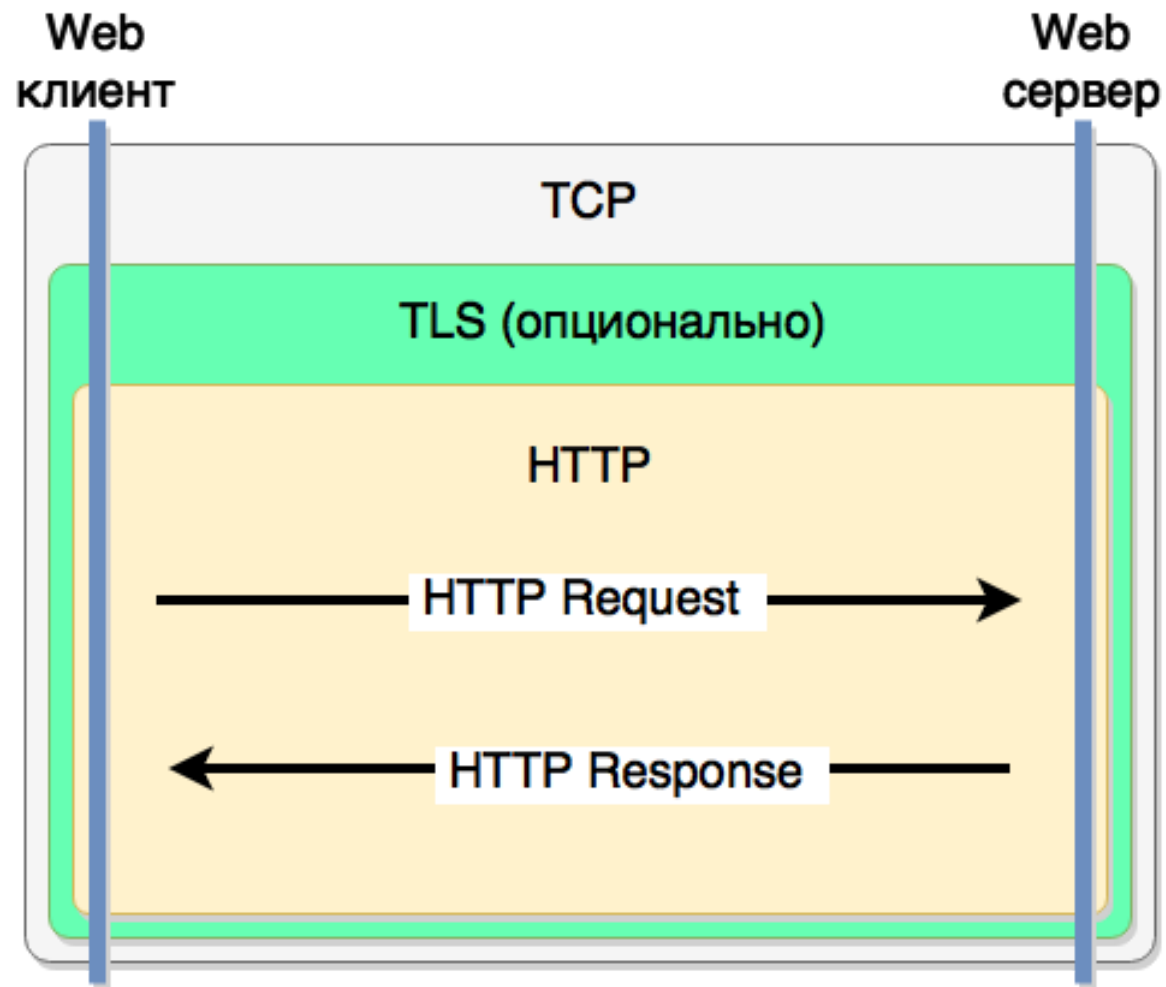 Web
клиент
Web
сервер
TCP
TLS (опционально)
HTTP
HTTP Request
HTTP Response